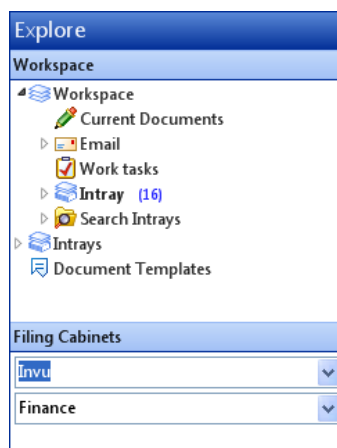 Explore
Workspace
Workspace
Current Documents
Email
Work tasks
Intray (16)
Search Intrays
Intrays
Document Templates
Filing Cabinets
Invu
Finance